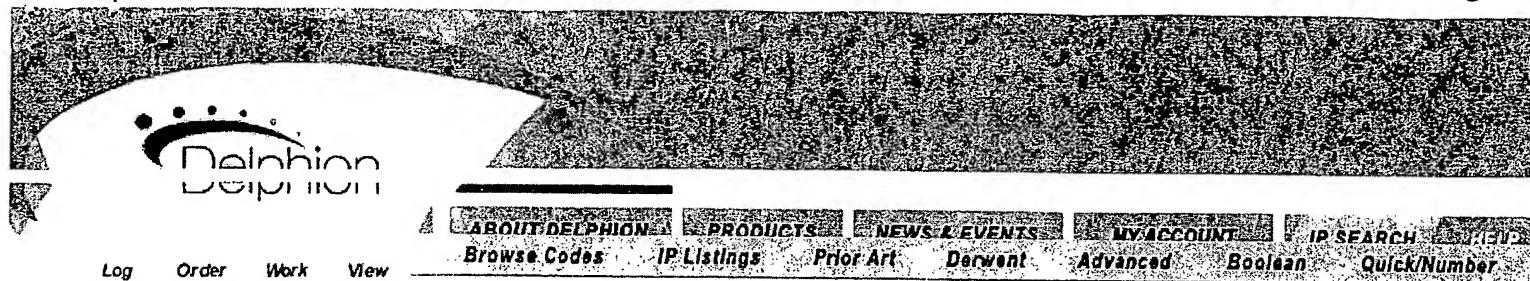 Delphion
ABOUT DELPHION PRODUCTS NEWS & EVENTS MY ACCOUNT IP SEARCH HELP
Browse Codes IP Listings Prior Art Derwent Advanced Boolean Quick/Number
Log Order Work View